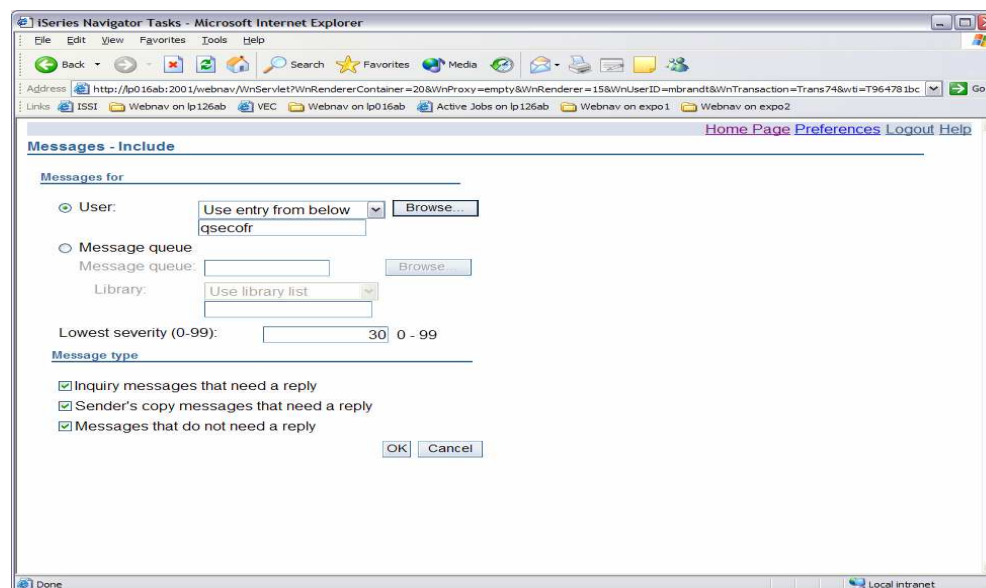 iSeries Navigator Tasks - Microsoft Internet Explorer
File Edit View Favorites Tools Help
Back Search Favorites Media
Address http://lp016ab:2001/webnav/WnServlet?WnRendererContainer=20&WnProxy=empty&WnRenderer=15&WnUserID=mbrandt&WnTransaction=Trans74&wti=T964781bc Go
Links ISSI Webnav on lp126ab VEC Webnav on lp016ab Active Jobs on lp126ab Webnav on expo1 Webnav on expo2
Home Page Preferences Logout Help
Messages - Include
Messages for
User: Use entry from below Browse...
qsecofr
Message queue
Message queue: Browse...
Library: Use library list
Lowest severity (0-99): 30 0 - 99
Message type
Inquiry messages that need a reply
Sender's copy messages that need a reply
Messages that do not need a reply
OK Cancel
Done Local intranet